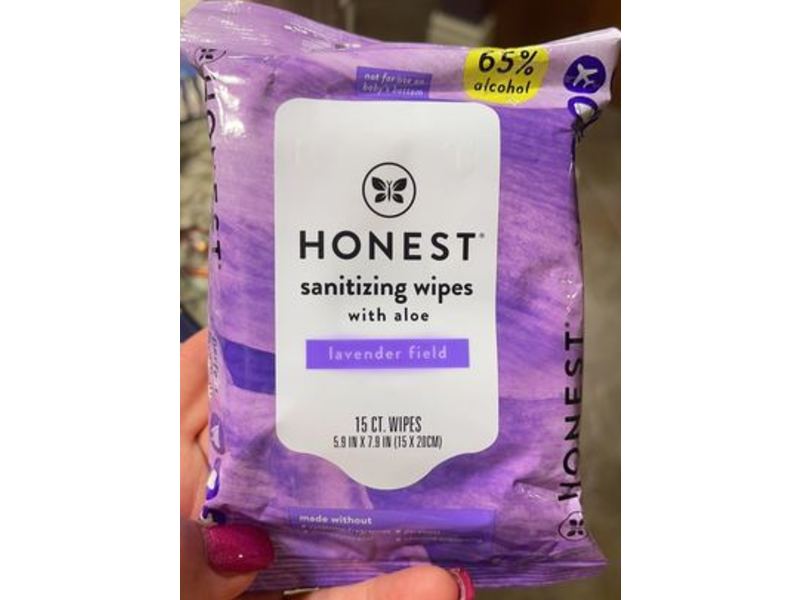 65%
alcohol
not for use on
baby's bottom
HONEST
HONEST®
sanitizing wipes
with aloe
lavender field
15 CT. WIPES
5.9 IN X 7.9 IN (15 X 20CM)
HONEST
made without